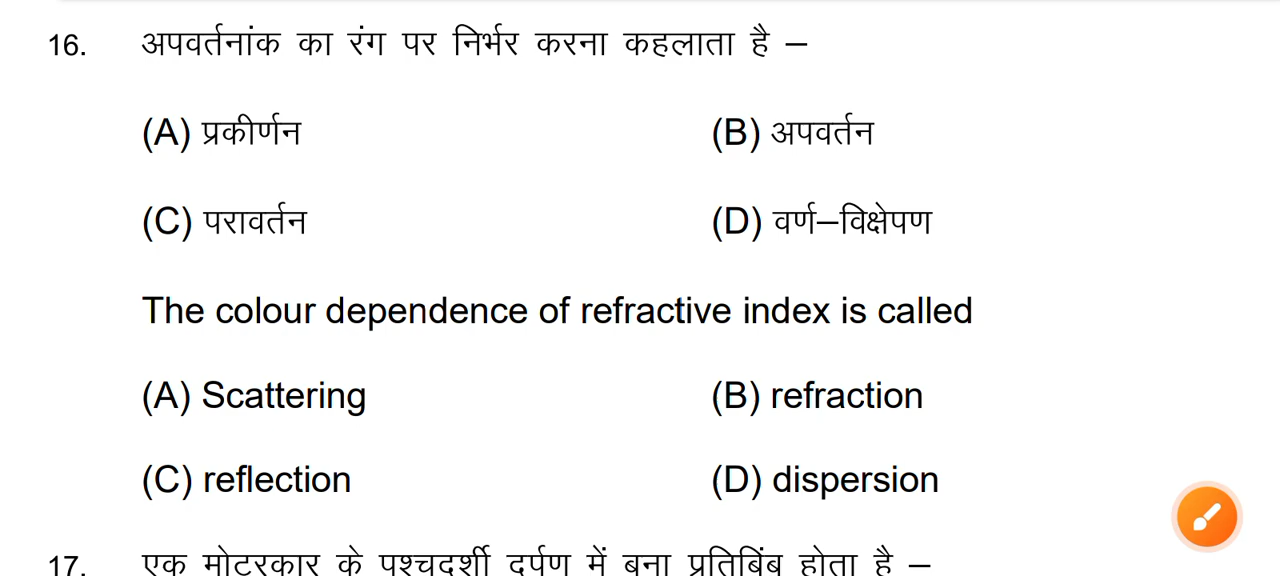 16. अपवर्तनांक का रंग पर निर्भर करना कहलाता है –
(A) प्रकीर्णन (B) अपवर्तन
(C) परावर्तन (D) वर्ण–विक्षेपण
The colour dependence of refractive index is called
(A) Scattering (B) refraction
(C) reflection (D) dispersion
17. एक मोटरकार के पश्चदर्शी दर्पण में बना प्रतिबिंब होता है –